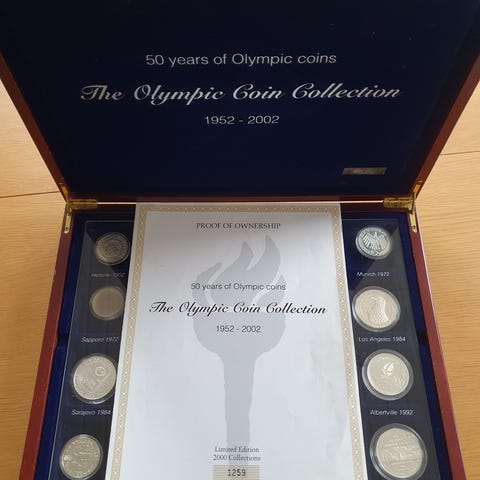 50 years of Olympic coins
The Olympic Coin Collection
1952 - 2002
PROOF OF OWNERSHIP
50 years of Olympic coins
The Olympic Coin Collection
1952 - 2002
Limited Edition
2000 Collections
1259
Helsinki 1952
Sapporo 1972
Sarajevo 1984
Munich 1972
Los Angeles 1984
Albertville 1992